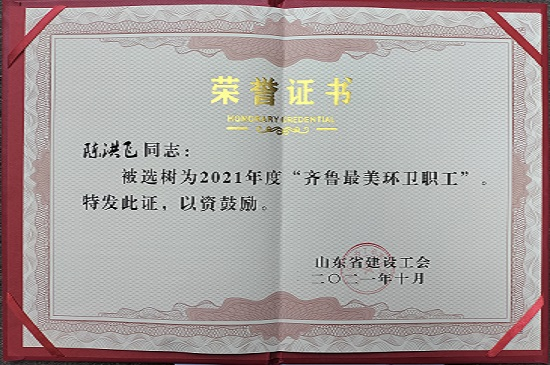 荣誉证书
HONORARY CREDENTIAL
陈洪飞同志：
被选树为2021年度“齐鲁最美环卫职工”。
特发此证，以资鼓励。
山东省建设工会
二〇二一年十月